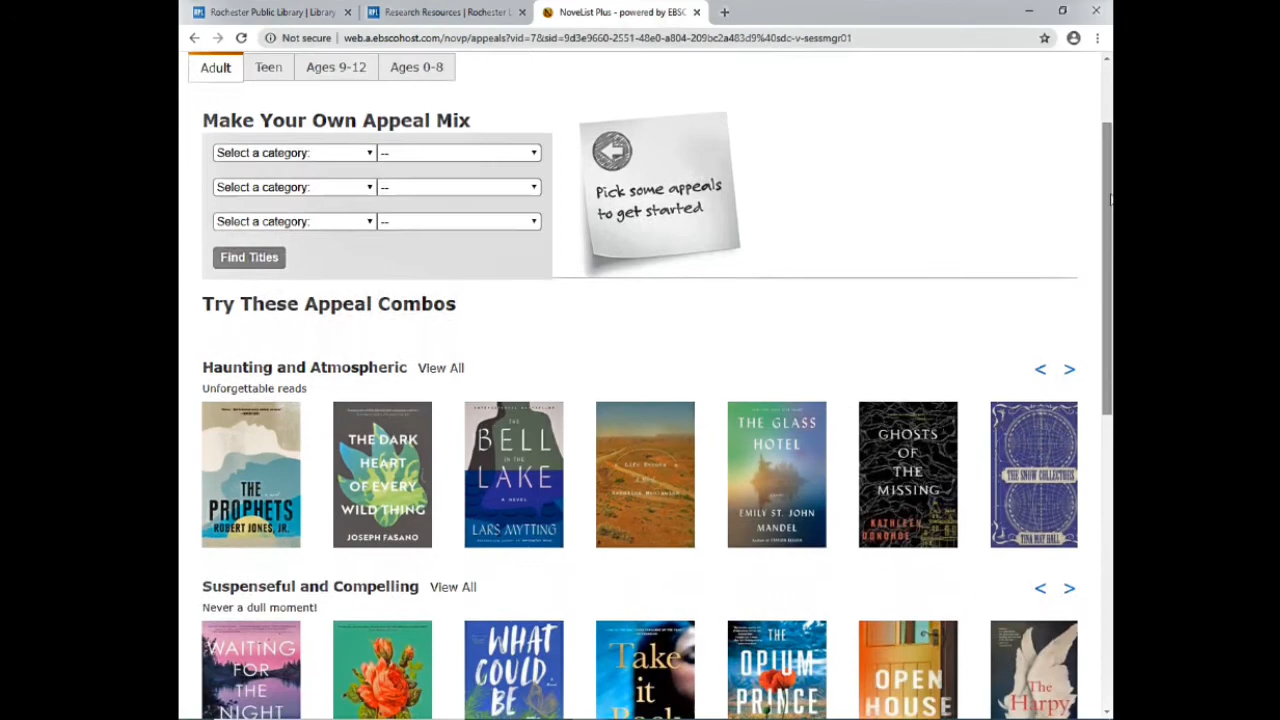 Rochester Public Library | Library
Research Resources | Rochester L
NoveList Plus - powered by EBSC
Not secure
web.a.ebscohost.com/novp/appeals?vid=7&sid=9d3e9660-2551-48e0-a804-209bc2a483d9%40sdc-v-sessmgr01
Adult
Teen
Ages 9-12
Ages 0-8
Make Your Own Appeal Mix
Select a category:
--
Select a category:
--
Select a category:
--
Find Titles
Pick some appeals
to get started
Try These Appeal Combos
Haunting and Atmospheric View All
Unforgettable reads
THE
PROPHETS
ROBERT JONES, JR.
THE DARK
HEART
OF EVERY
WILD THING
JOSEPH FASANO
THE
BELL
IN THE
LAKE
A NOVEL
LARS MYTTING
THE GLASS
HOTEL
EMILY ST. JOHN
MANDEL
GHOSTS
OF
THE
MISSING
KATHLEEN
DONOHOE
THE SNOW COLLECTORS
TINA MAY HALL
Suspenseful and Compelling View All
Never a dull moment!
WAITING
FOR
THE
NIGHT
WHAT
COULD
BE
Take
it
Back
THE
OPIUM
PRINCE
OPEN
HOUSE
The
Harpy